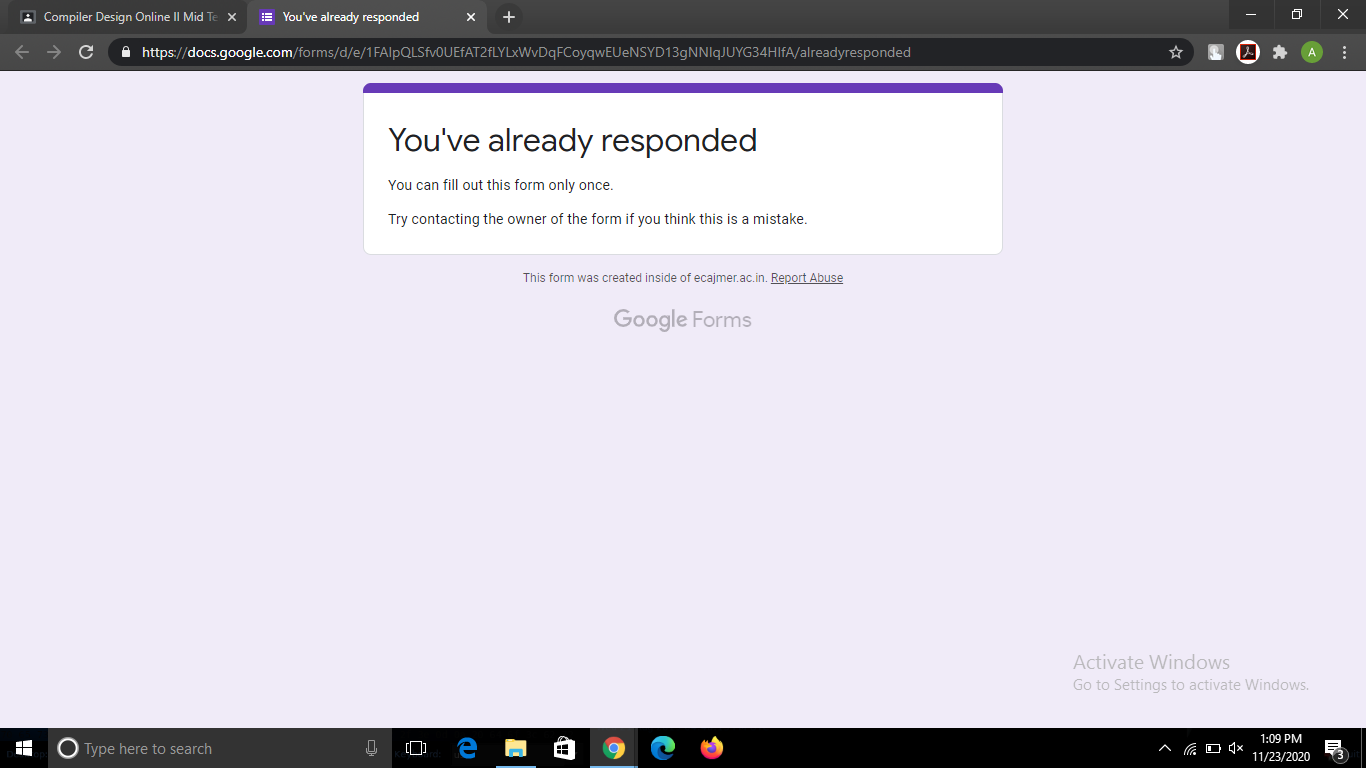 Compiler Design Online II Mid Te
You've already responded
https://docs.google.com/forms/d/e/1FAIpQLSfv0UEfAT2fLYLxWvDqFCoyqwEUeNSYD13gNNIqJUYG34HIfA/alreadyresponded
A
You've already responded
You can fill out this form only once.
Try contacting the owner of the form if you think this is a mistake.
This form was created inside of ecajmer.ac.in. Report Abuse
Google Forms
Activate Windows
Go to Settings to activate Windows.
Type here to search
1:09 PM
11/23/2020
3